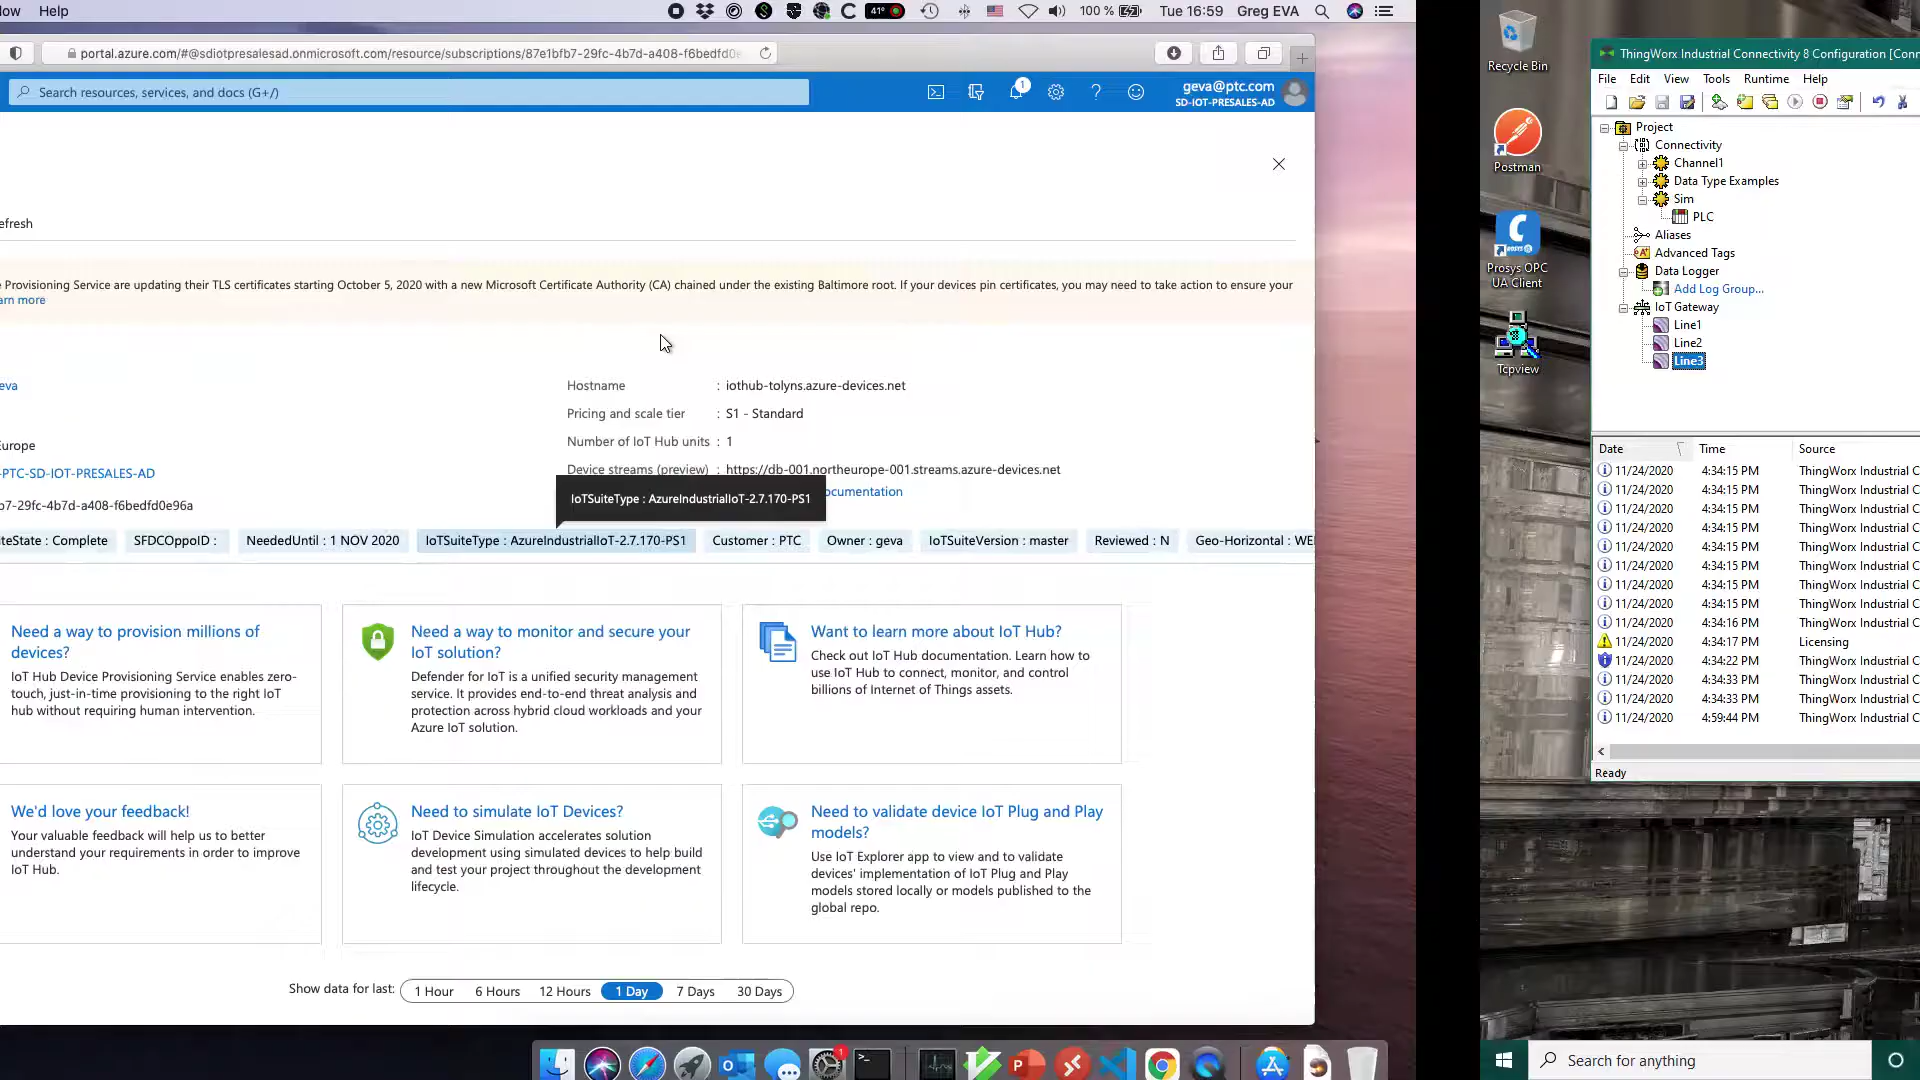 low Help
41° 100 % Tue 16:59 Greg EVA
portal.azure.com/#@sdiotpresalesad.onmicrosoft.com/resource/subscriptions/87e1bfb7-29fc-4b7d-a408-f6bedfd0e
Search resources, services, and docs (G+/)
1
geva@ptc.com
SD-IOT-PRESALES-AD
efresh
e Provisioning Service are updating their TLS certificates starting October 5, 2020 with a new Microsoft Certificate Authority (CA) chained under the existing Baltimore root. If your devices pin certificates, you may need to take action to ensure your
arn more
eva
Hostname : iothub-tolyns.azure-devices.net
Pricing and scale tier : S1 - Standard
Europe
Number of IoT Hub units : 1
-PTC-SD-IOT-PRESALES-AD
Device streams (preview) : https://db-001.northeurope-001.streams.azure-devices.net
IoTSuiteType : AzureIndustrialIoT-2.7.170-PS1
ocumentation
b7-29fc-4b7d-a408-f6bedfd0e96a
teState : Complete
SFDCOppoID :
NeededUntil : 1 NOV 2020
IoTSuiteType : AzureIndustrialIoT-2.7.170-PS1
Customer : PTC
Owner : geva
IoTSuiteVersion : master
Reviewed : N
Geo-Horizontal : WE
Need a way to provision millions of
devices?
IoT Hub Device Provisioning Service enables zero-
touch, just-in-time provisioning to the right IoT
hub without requiring human intervention.
Need a way to monitor and secure your
IoT solution?
Defender for IoT is a unified security management
service. It provides end-to-end threat analysis and
protection across hybrid cloud workloads and your
Azure IoT solution.
Want to learn more about IoT Hub?
Check out IoT Hub documentation. Learn how to
use IoT Hub to connect, monitor, and control
billions of Internet of Things assets.
We'd love your feedback!
Your valuable feedback will help us to better
understand your requirements in order to improve
IoT Hub.
Need to simulate IoT Devices?
IoT Device Simulation accelerates solution
development using simulated devices to help build
and test your project throughout the development
lifecycle.
Need to validate device IoT Plug and Play
models?
Use IoT Explorer app to view and to validate
devices' implementation of IoT Plug and Play
models stored locally or models published to the
global repo.
Show data for last: 1 Hour 6 Hours 12 Hours 1 Day 7 Days 30 Days
1
Recycle Bin
Postman
Prosys OPC
UA Client
Tcpview
ThingWorx Industrial Connectivity 8 Configuration [Conn
File Edit View Tools Runtime Help
Project
Connectivity
Channel1
Data Type Examples
Sim
PLC
Aliases
Advanced Tags
Data Logger
Add Log Group...
IoT Gateway
Line1
Line2
Line3
Date Time Source
11/24/2020 4:34:15 PM ThingWorx Industrial C
11/24/2020 4:34:15 PM ThingWorx Industrial C
11/24/2020 4:34:15 PM ThingWorx Industrial C
11/24/2020 4:34:15 PM ThingWorx Industrial C
11/24/2020 4:34:15 PM ThingWorx Industrial C
11/24/2020 4:34:15 PM ThingWorx Industrial C
11/24/2020 4:34:15 PM ThingWorx Industrial C
11/24/2020 4:34:15 PM ThingWorx Industrial C
11/24/2020 4:34:16 PM ThingWorx Industrial C
11/24/2020 4:34:17 PM Licensing
11/24/2020 4:34:22 PM ThingWorx Industrial C
11/24/2020 4:34:33 PM ThingWorx Industrial C
11/24/2020 4:34:33 PM ThingWorx Industrial C
11/24/2020 4:59:44 PM ThingWorx Industrial C
Ready
Search for anything